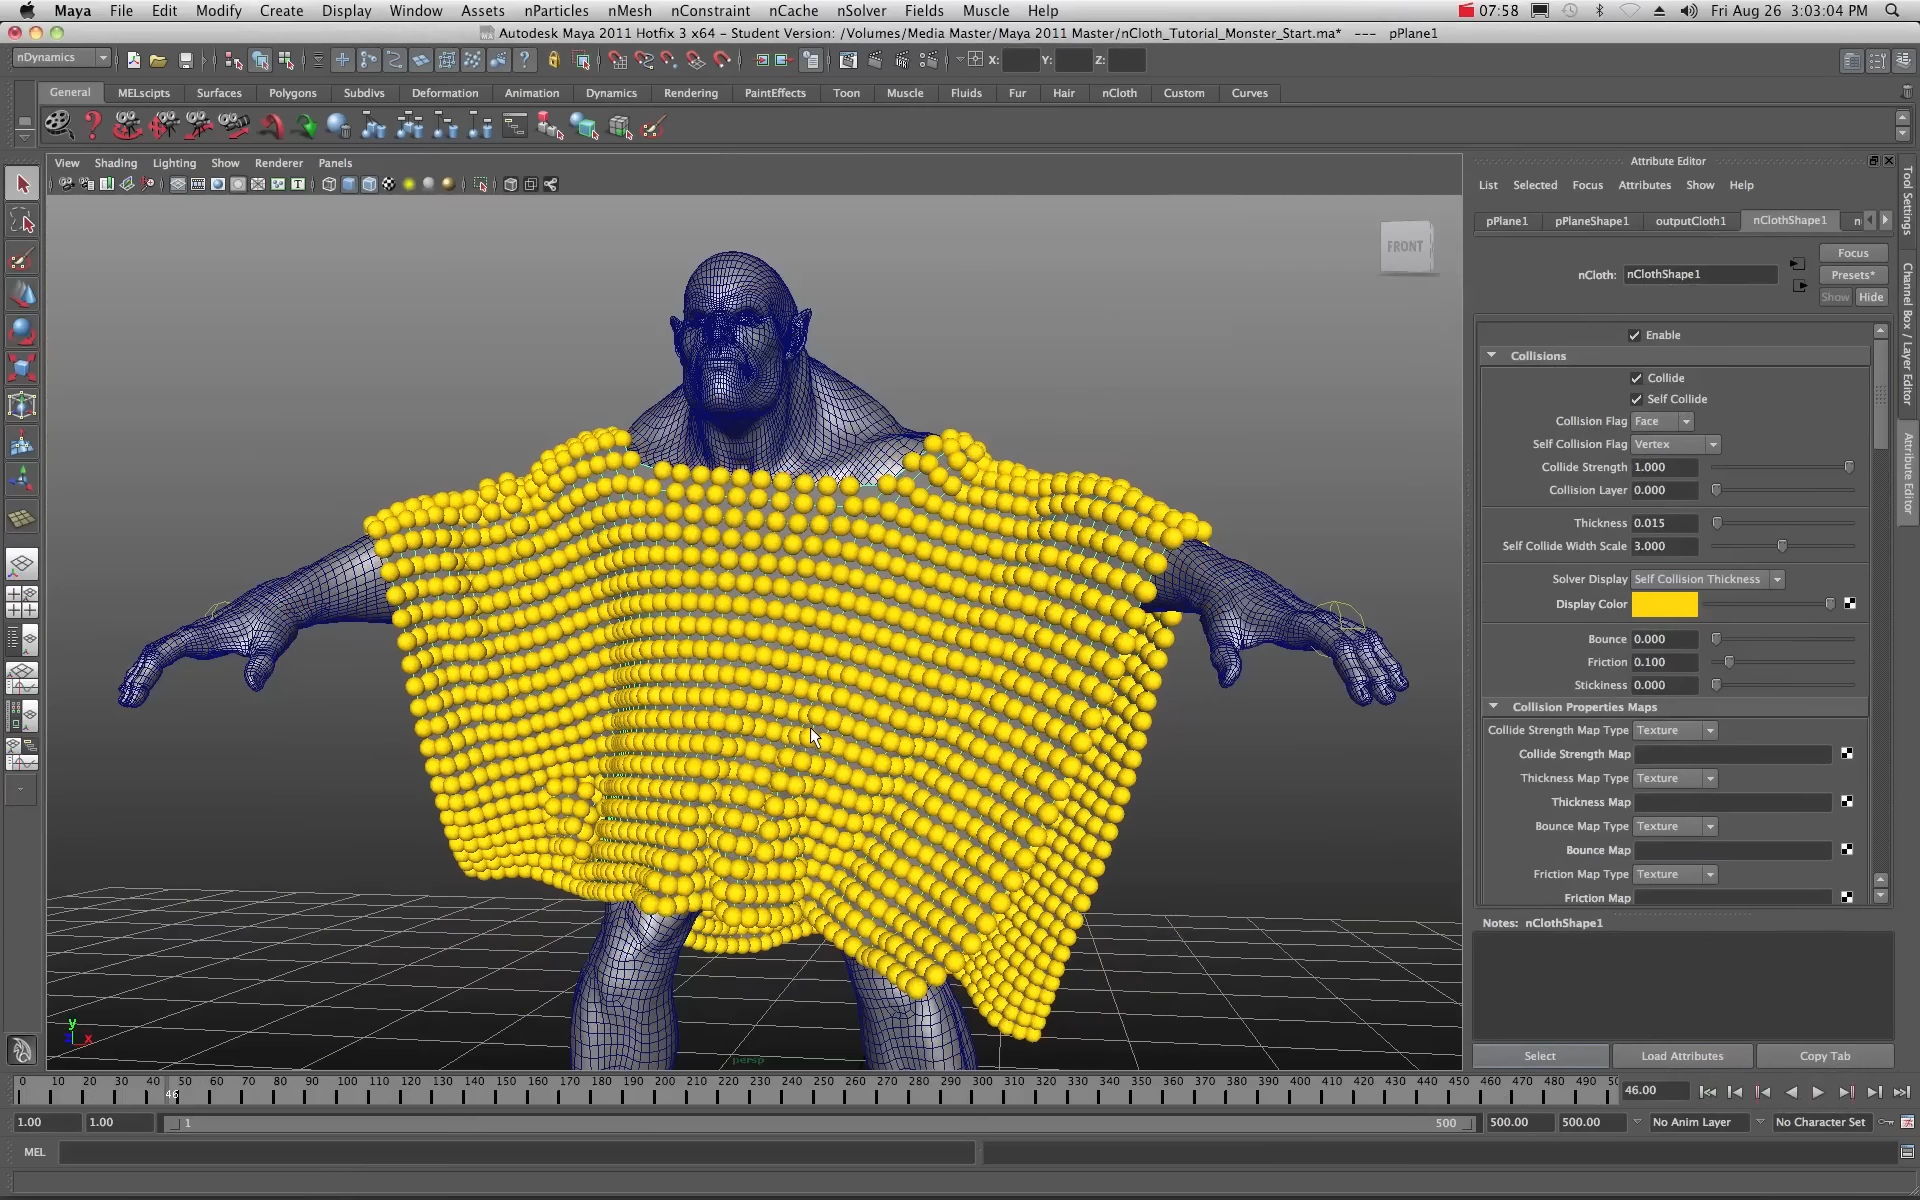 Maya File Edit Modify Create Display Window Assets nParticles nMesh nConstraint nCache nSolver Fields Muscle Help 07:58 Fri Aug 26 3:03:04 PM
Autodesk Maya 2011 Hotfix 3 x64 - Student Version: /Volumes/Media Master/Maya 2011 Master/nCloth_Tutorial_Monster_Start.ma* --- pPlane1
nDynamics X: Y: Z:
General MELscipts Surfaces Polygons Subdivs Deformation Animation Dynamics Rendering PaintEffects Toon Muscle Fluids Fur Hair nCloth Custom Curves
View Shading Lighting Show Renderer Panels
FRONT
y
x
persp
Attribute Editor
List Selected Focus Attributes Show Help
pPlane1 pPlaneShape1 outputCloth1 nClothShape1 n
Focus
nCloth: nClothShape1 Presets*
Show Hide
Enable
Collisions
Collide
Self Collide
Collision Flag Face
Self Collision Flag Vertex
Collide Strength 1.000
Collision Layer 0.000
Thickness 0.015
Self Collide Width Scale 3.000
Solver Display Self Collision Thickness
Display Color
Bounce 0.000
Friction 0.100
Stickiness 0.000
Collision Properties Maps
Collide Strength Map Type Texture
Collide Strength Map
Thickness Map Type Texture
Thickness Map
Bounce Map Type Texture
Bounce Map
Friction Map Type Texture
Friction Map
Notes: nClothShape1
Select Load Attributes Copy Tab
Tool Settings
Channel Box / Layer Editor
Attribute Editor
0 10 20 30 40 50 60 70 80 90 100 110 120 130 140 150 160 170 180 190 200 210 220 230 240 250 260 270 280 290 300 310 320 330 340 350 360 370 380 390 400 410 420 430 440 450 460 470 480 490 50
46 46.00
1.00 1.00 1 500 500.00 500.00 No Anim Layer No Character Set
MEL